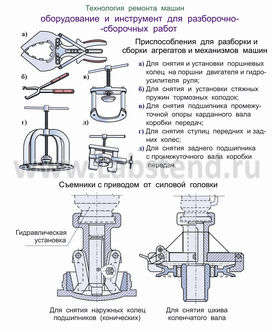 Технология ремонта машин
оборудование и инструмент для разборочно-
-сборочных работ
Приспособления для разборки и
сборки агрегатов и механизмов машин
а)
а) Для снятия и установки поршневых
колец на поршни двигателя и гидро-
усилителя руля;
б)
в)
б) Для снятия и установки стяжных
пружин тормозных колодок;
в) Для снятия подшипника промежу-
точной опоры карданного вала
коробки передач;
г)
д)
г) Для снятия ступиц передних и зад-
них колес;
д) Для снятия заднего подшипника
с промежуточного вала коробки
передач
www.labstend.ru
Съемники с приводом от силовой головки
Гидравлическая
установка
Для снятия наружных колец
подшипников (конических)
Для снятия шкива
коленчатого вала